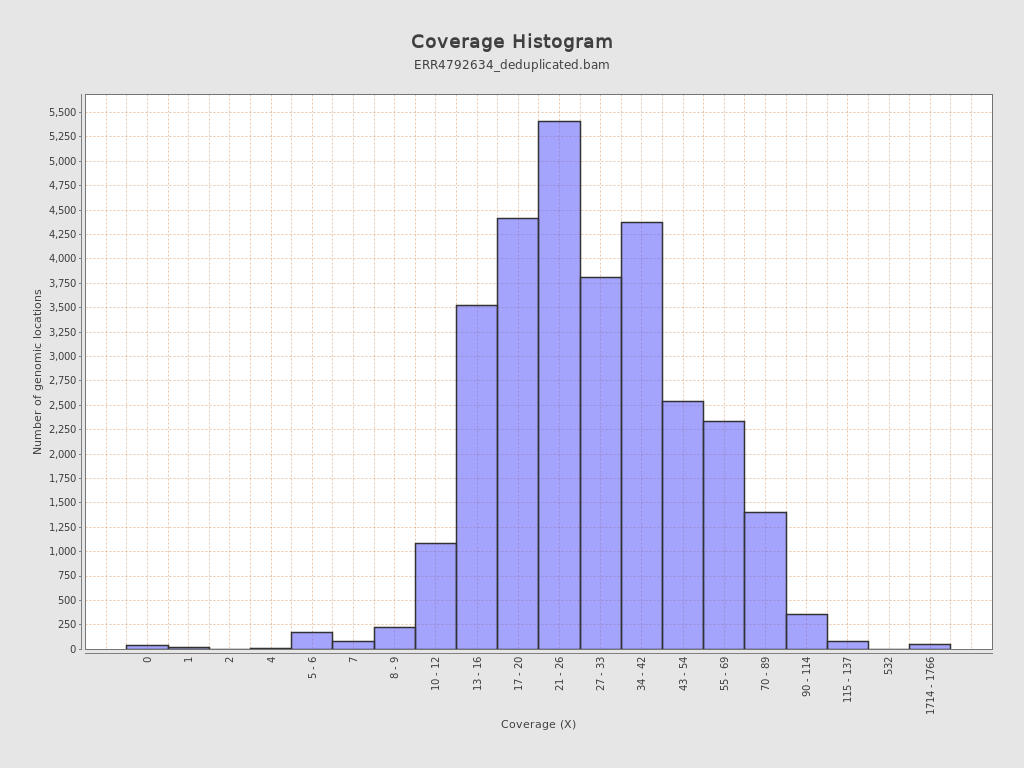 Coverage Histogram
ERR4792634_deduplicated.bam
Number of genomic locations
5,500
5,250
5,000
4,750
4,500
4,250
4,000
3,750
3,500
3,250
3,000
2,750
2,500
2,250
2,000
1,750
1,500
1,250
1,000
750
500
250
0
0
1
2
4
5 - 6
7
8 - 9
10 - 12
13 - 16
17 - 20
21 - 26
27 - 33
34 - 42
43 - 54
55 - 69
70 - 89
90 - 114
115 - 137
532
1714 - 1766
Coverage (X)